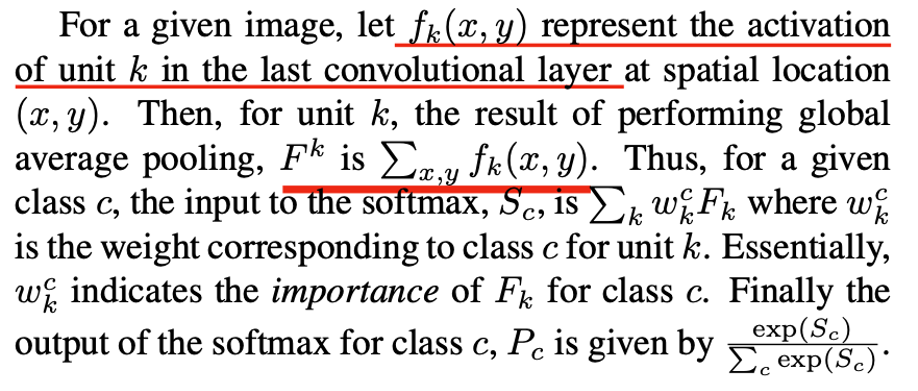 For a given image, let f_k(x, y) represent the activation
of unit k in the last convolutional layer at spatial location
(x, y). Then, for unit k, the result of performing global
average pooling, F^k is ∑_{x,y} f_k(x, y). Thus, for a given
class c, the input to the softmax, S_c, is ∑_k w_k^c F_k where w_k^c
is the weight corresponding to class c for unit k. Essentially,
w_k^c indicates the importance of F_k for class c. Finally the
output of the softmax for class c, P_c is given by exp(S_c) / ∑_c exp(S_c).